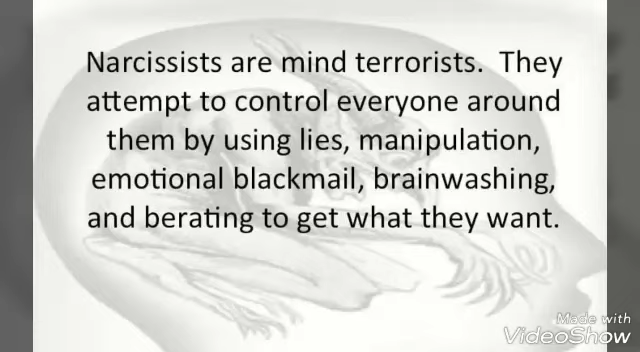 Narcissists are mind terrorists. They
attempt to control everyone around
them by using lies, manipulation,
emotional blackmail, brainwashing,
and berating to get what they want.
Made with
VideoShow